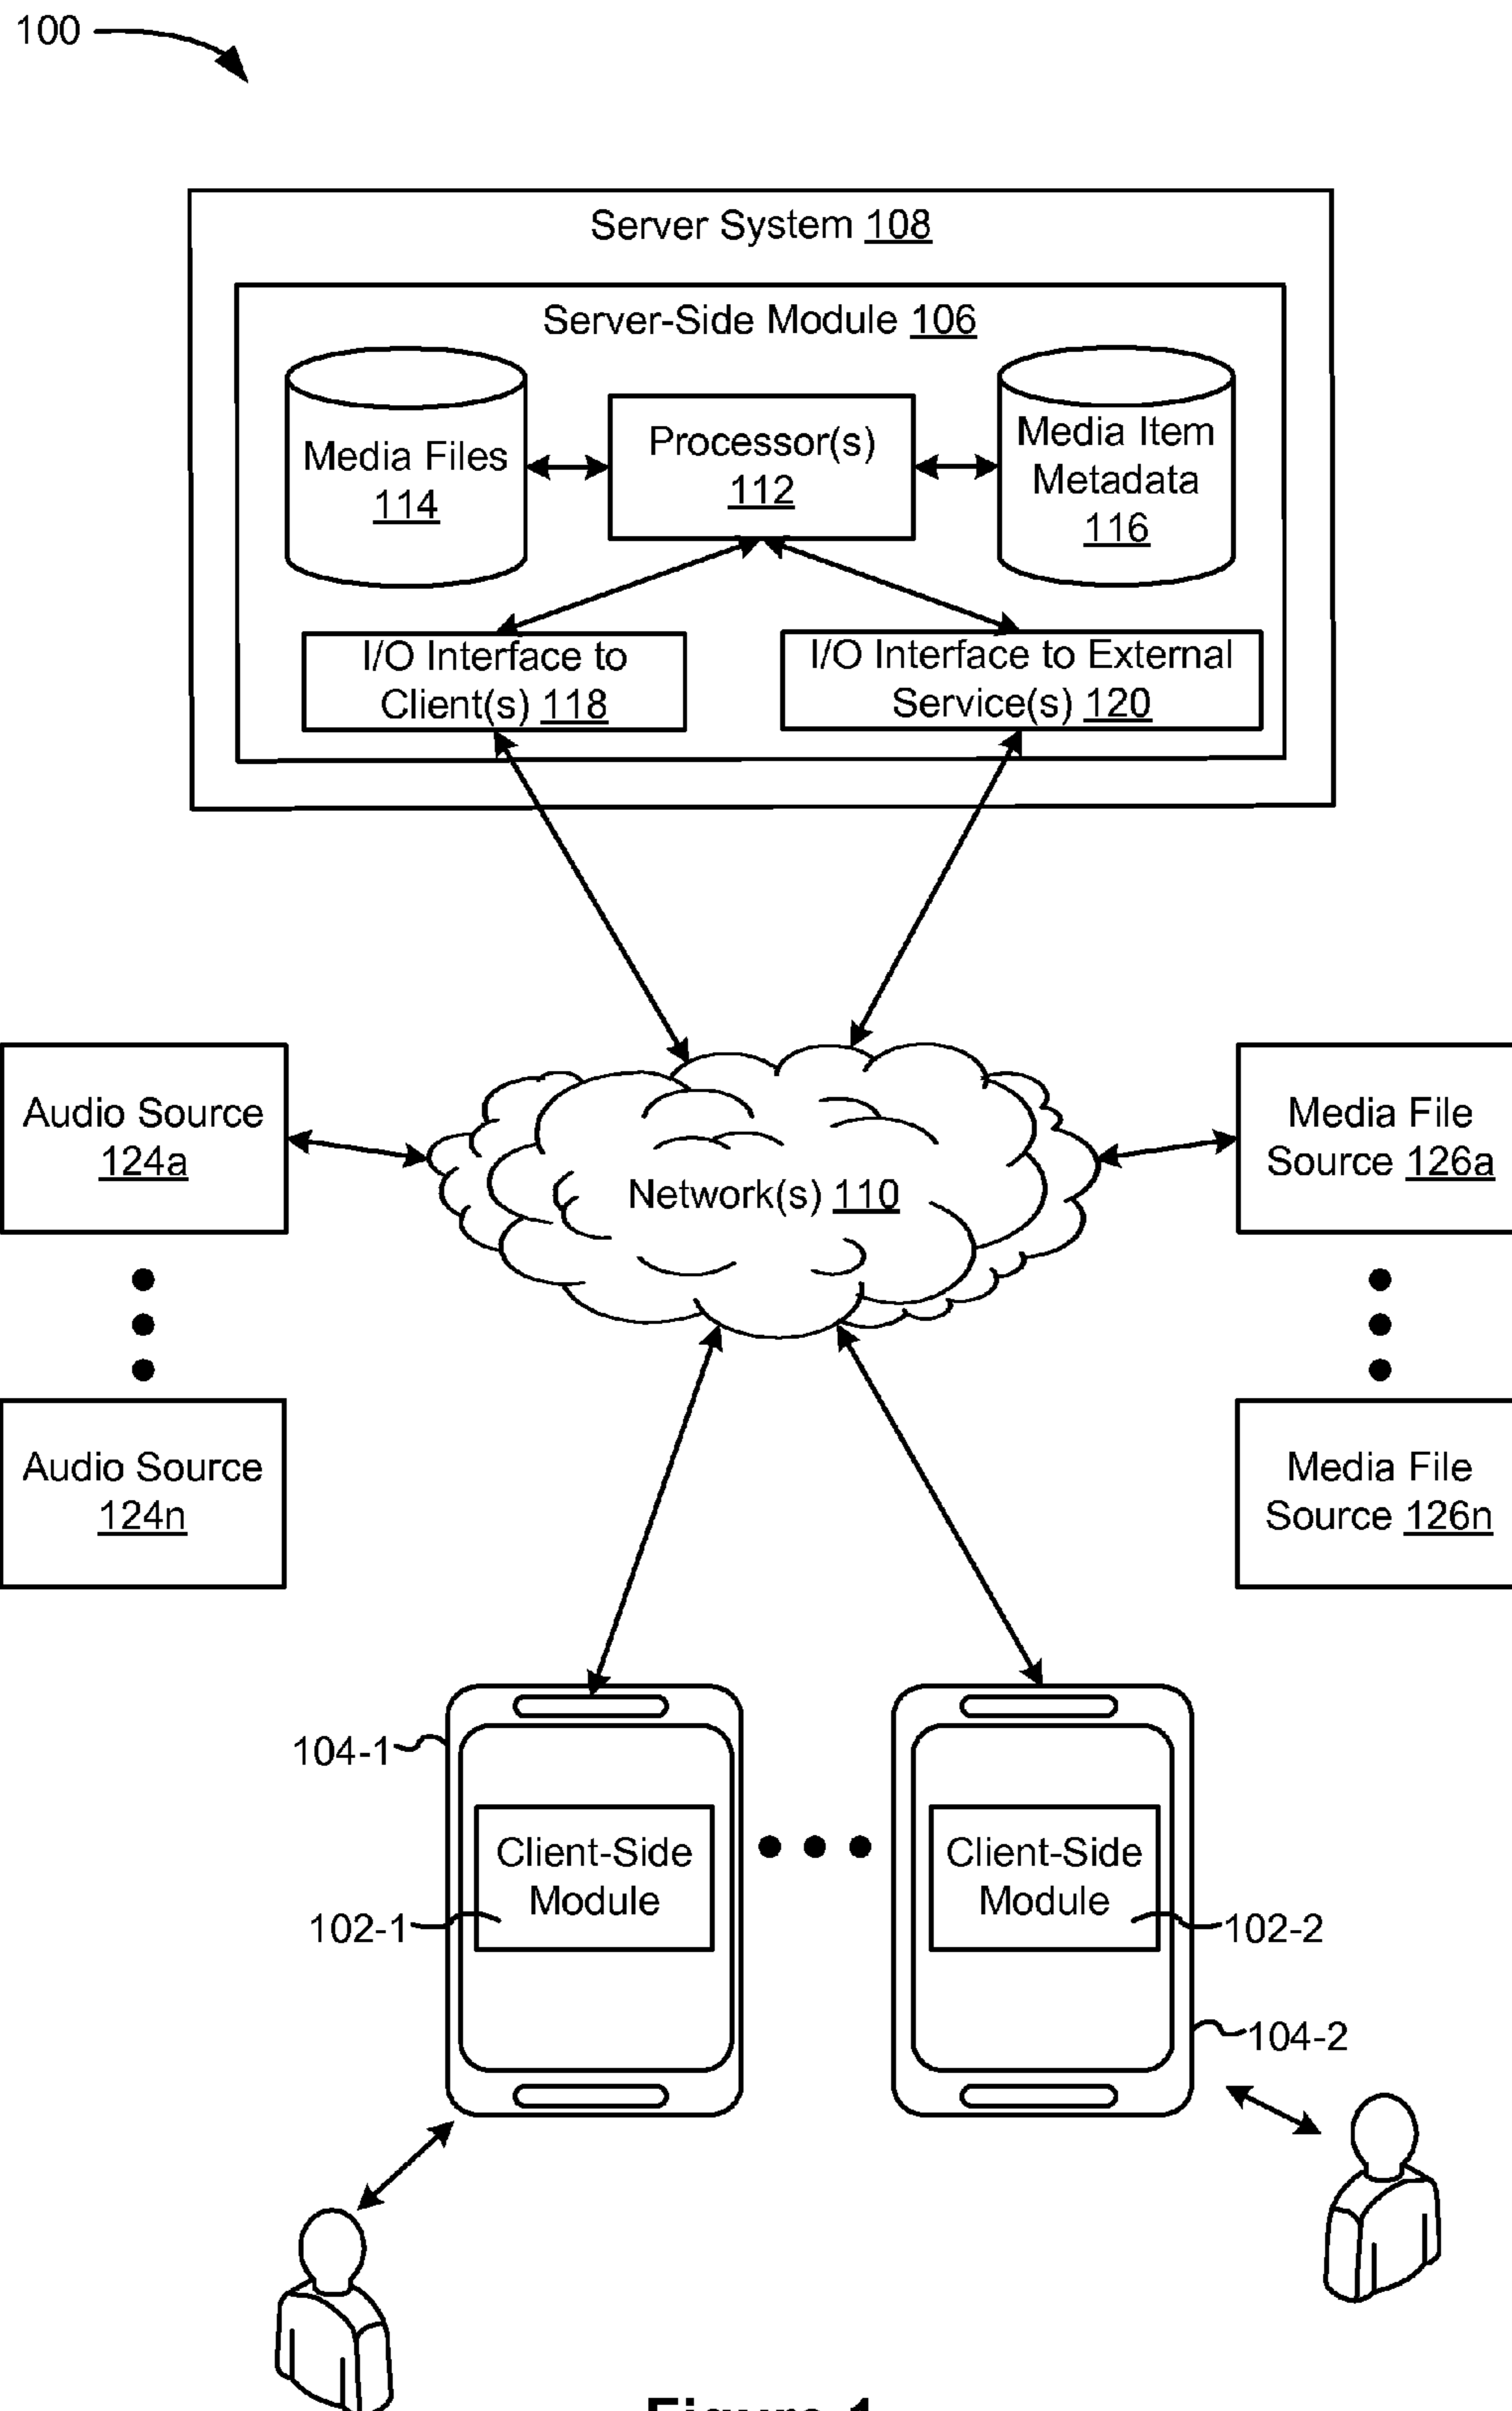 100
Server System 108
Server-Side Module 106
Media Files
114
Processor(s)
112
Media Item
Metadata
116
I/O Interface to
Client(s) 118
I/O Interface to External
Service(s) 120
Audio Source
124a
Network(s) 110
Media File
Source 126a
Audio Source
124n
Media File
Source 126n
104-1
Client-Side
Module
102-1
Client-Side
Module
102-2
104-2
Figure 1